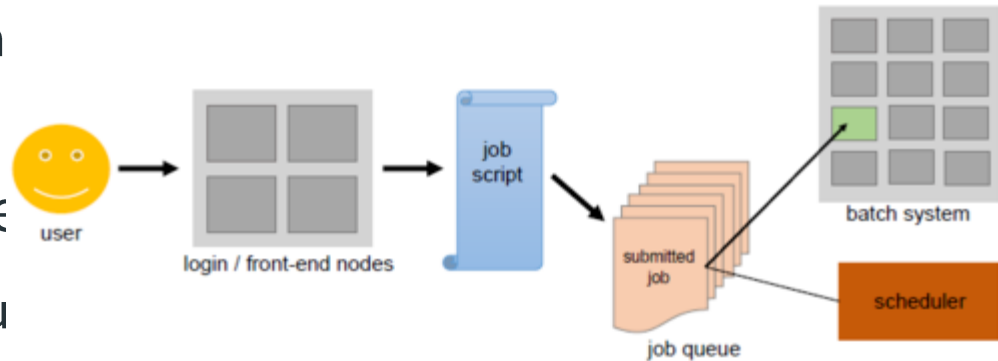 user
login / front-end nodes
job
script
submitted
job
job queue
batch system
scheduler